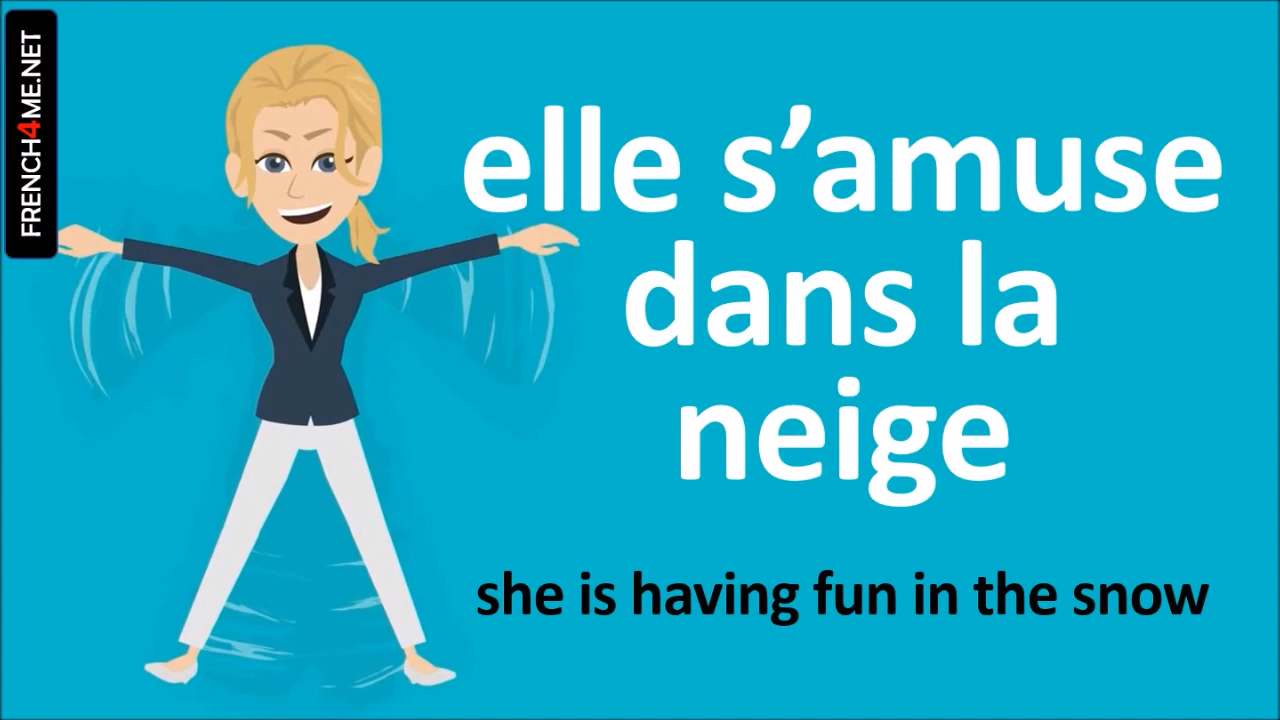 FRENCH4ME.NET
elle s’amuse
dans la
neige
she is having fun in the snow